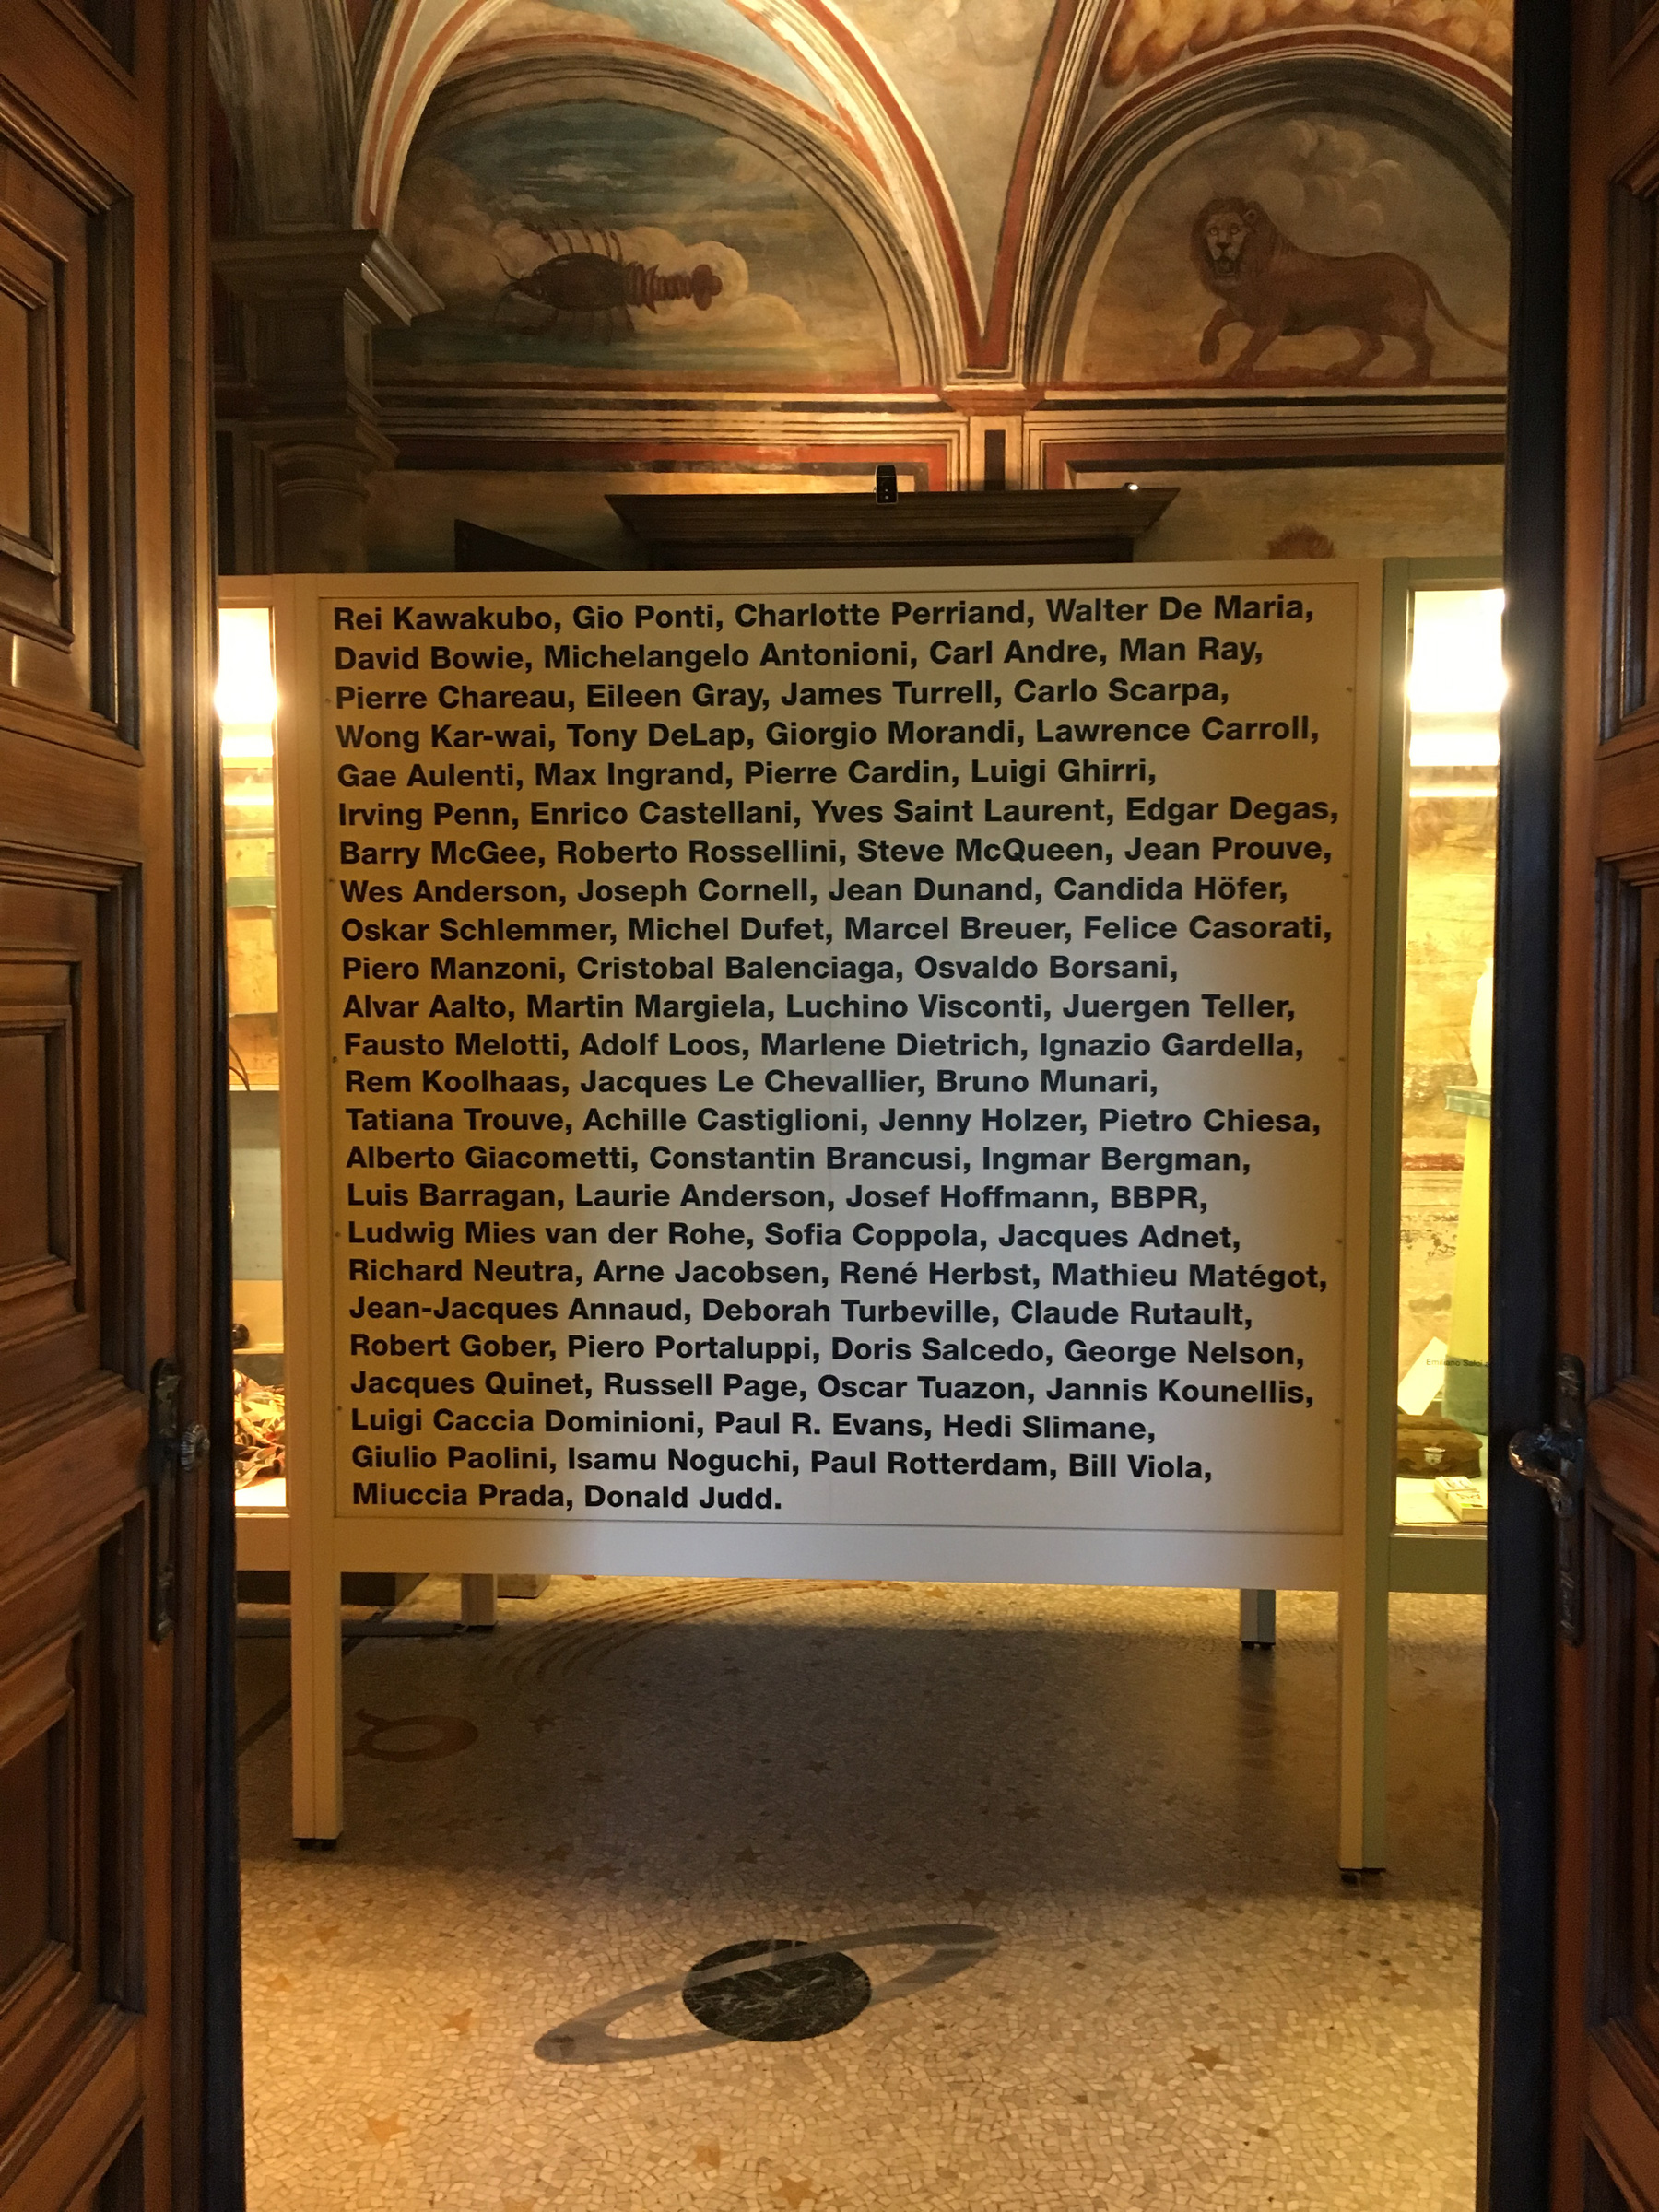 Rei Kawakubo, Gio Ponti, Charlotte Perriand, Walter De Maria,
David Bowie, Michelangelo Antonioni, Carl Andre, Man Ray,
Pierre Chareau, Eileen Gray, James Turrell, Carlo Scarpa,
Wong Kar-wai, Tony DeLap, Giorgio Morandi, Lawrence Carroll,
Gae Aulenti, Max Ingrand, Pierre Cardin, Luigi Ghirri,
Irving Penn, Enrico Castellani, Yves Saint Laurent, Edgar Degas,
Barry McGee, Roberto Rossellini, Steve McQueen, Jean Prouve,
Wes Anderson, Joseph Cornell, Jean Dunand, Candida Höfer,
Oskar Schlemmer, Michel Dufet, Marcel Breuer, Felice Casorati,
Piero Manzoni, Cristobal Balenciaga, Osvaldo Borsani,
Alvar Aalto, Martin Margiela, Luchino Visconti, Juergen Teller,
Fausto Melotti, Adolf Loos, Marlene Dietrich, Ignazio Gardella,
Rem Koolhaas, Jacques Le Chevallier, Bruno Munari,
Tatiana Trouve, Achille Castiglioni, Jenny Holzer, Pietro Chiesa,
Alberto Giacometti, Constantin Brancusi, Ingmar Bergman,
Luis Barragan, Laurie Anderson, Josef Hoffmann, BBPR,
Ludwig Mies van der Rohe, Sofia Coppola, Jacques Adnet,
Richard Neutra, Arne Jacobsen, René Herbst, Mathieu Matégot,
Jean-Jacques Annaud, Deborah Turbeville, Claude Rutault,
Robert Gober, Piero Portaluppi, Doris Salcedo, George Nelson,
Jacques Quinet, Russell Page, Oscar Tuazon, Jannis Kounellis,
Luigi Caccia Dominioni, Paul R. Evans, Hedi Slimane,
Giulio Paolini, Isamu Noguchi, Paul Rotterdam, Bill Viola,
Miuccia Prada, Donald Judd.